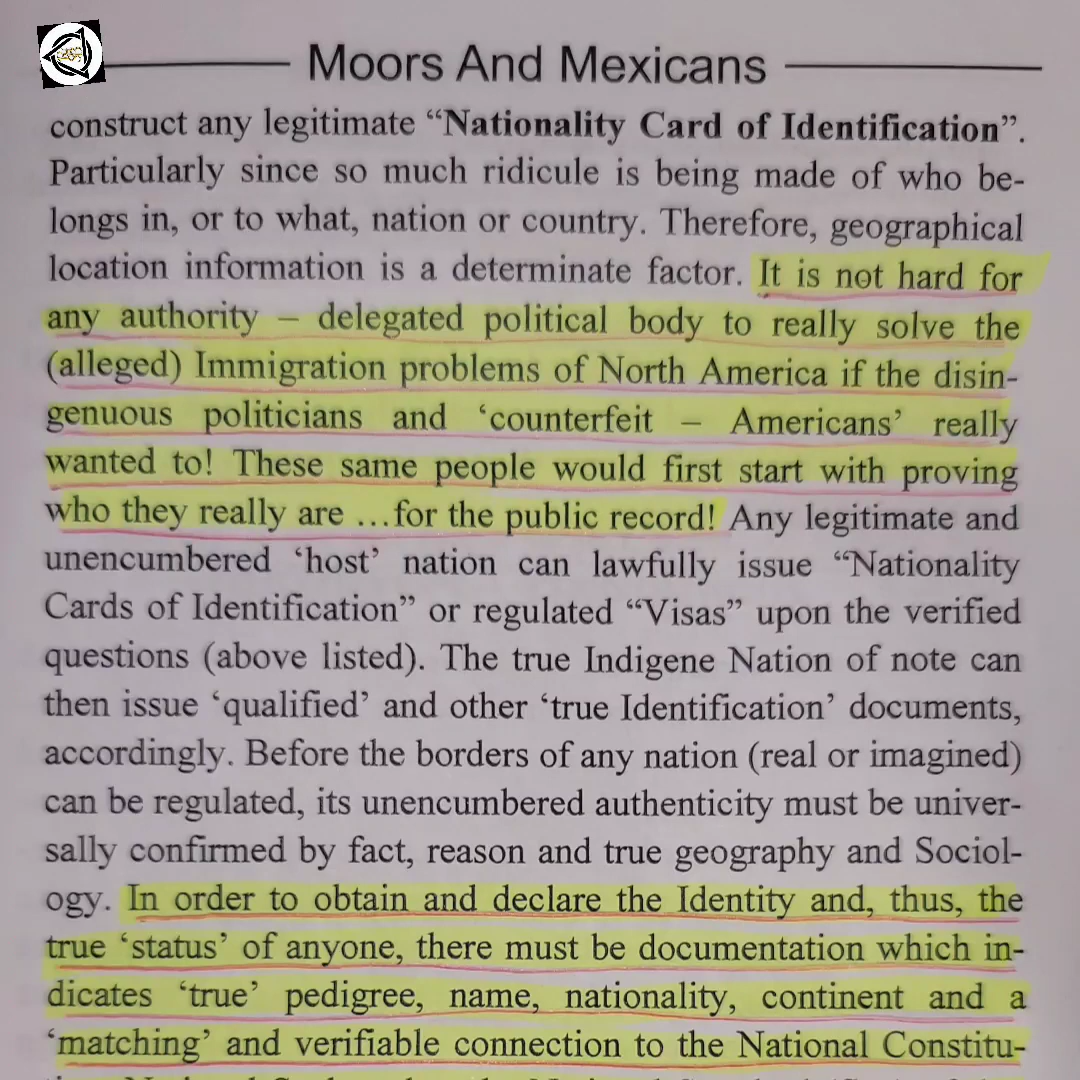 Moors And Mexicans
construct any legitimate “Nationality Card of Identification”.
Particularly since so much ridicule is being made of who be-
longs in, or to what, nation or country. Therefore, geographical
location information is a determinate factor. It is not hard for
any authority – delegated political body to really solve the
(alleged) Immigration problems of North America if the disin-
genuous politicians and ‘counterfeit – Americans’ really
wanted to! These same people would first start with proving
who they really are ...for the public record! Any legitimate and
unencumbered ‘host’ nation can lawfully issue “Nationality
Cards of Identification” or regulated “Visas” upon the verified
questions (above listed). The true Indigene Nation of note can
then issue ‘qualified’ and other ‘true Identification’ documents,
accordingly. Before the borders of any nation (real or imagined)
can be regulated, its unencumbered authenticity must be univer-
sally confirmed by fact, reason and true geography and Sociol-
ogy. In order to obtain and declare the Identity and, thus, the
true ‘status’ of anyone, there must be documentation which in-
dicates ‘true’ pedigree, name, nationality, continent and a
‘matching’ and verifiable connection to the National Constitu-